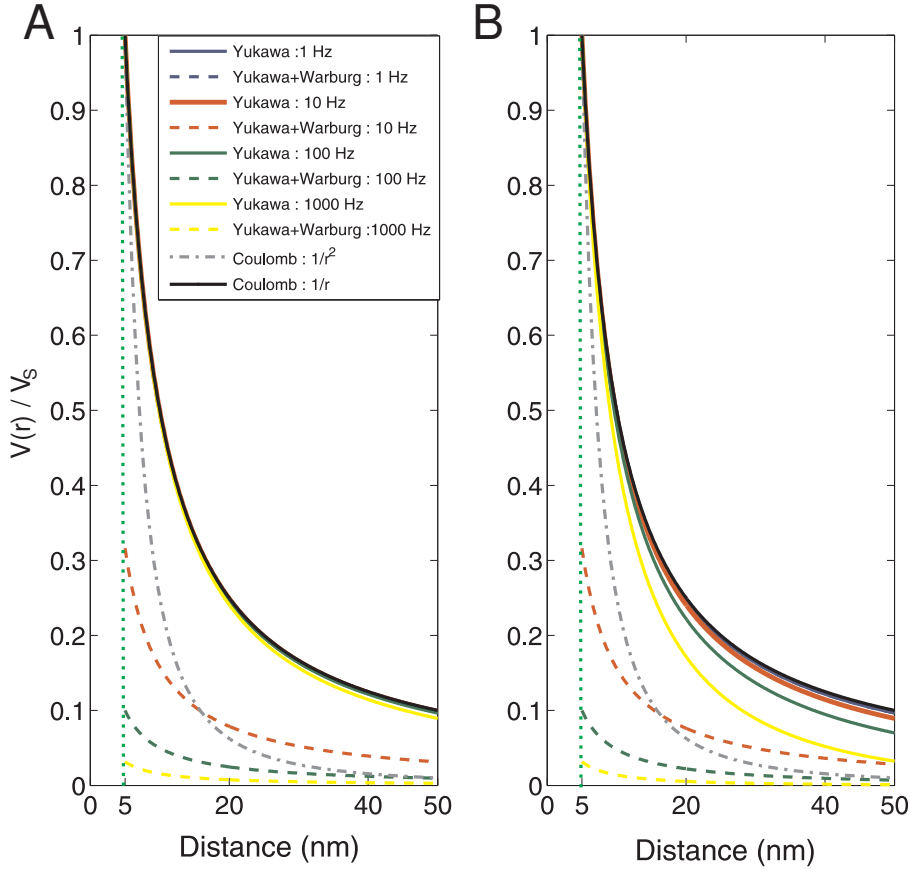 A
B
1
0.9
0.8
0.7
0.6
0.5
0.4
0.3
0.2
0.1
0
V(r) / V_S
Yukawa : 1 Hz
Yukawa+Warburg : 1 Hz
Yukawa : 10 Hz
Yukawa+Warburg : 10 Hz
Yukawa : 100 Hz
Yukawa+Warburg : 100 Hz
Yukawa : 1000 Hz
Yukawa+Warburg :1000 Hz
Coulomb : 1/r²
Coulomb : 1/r
0 5 20 40 50
Distance (nm)
1
0.9
0.8
0.7
0.6
0.5
0.4
0.3
0.2
0.1
0
0 5 20 40 50
Distance (nm)